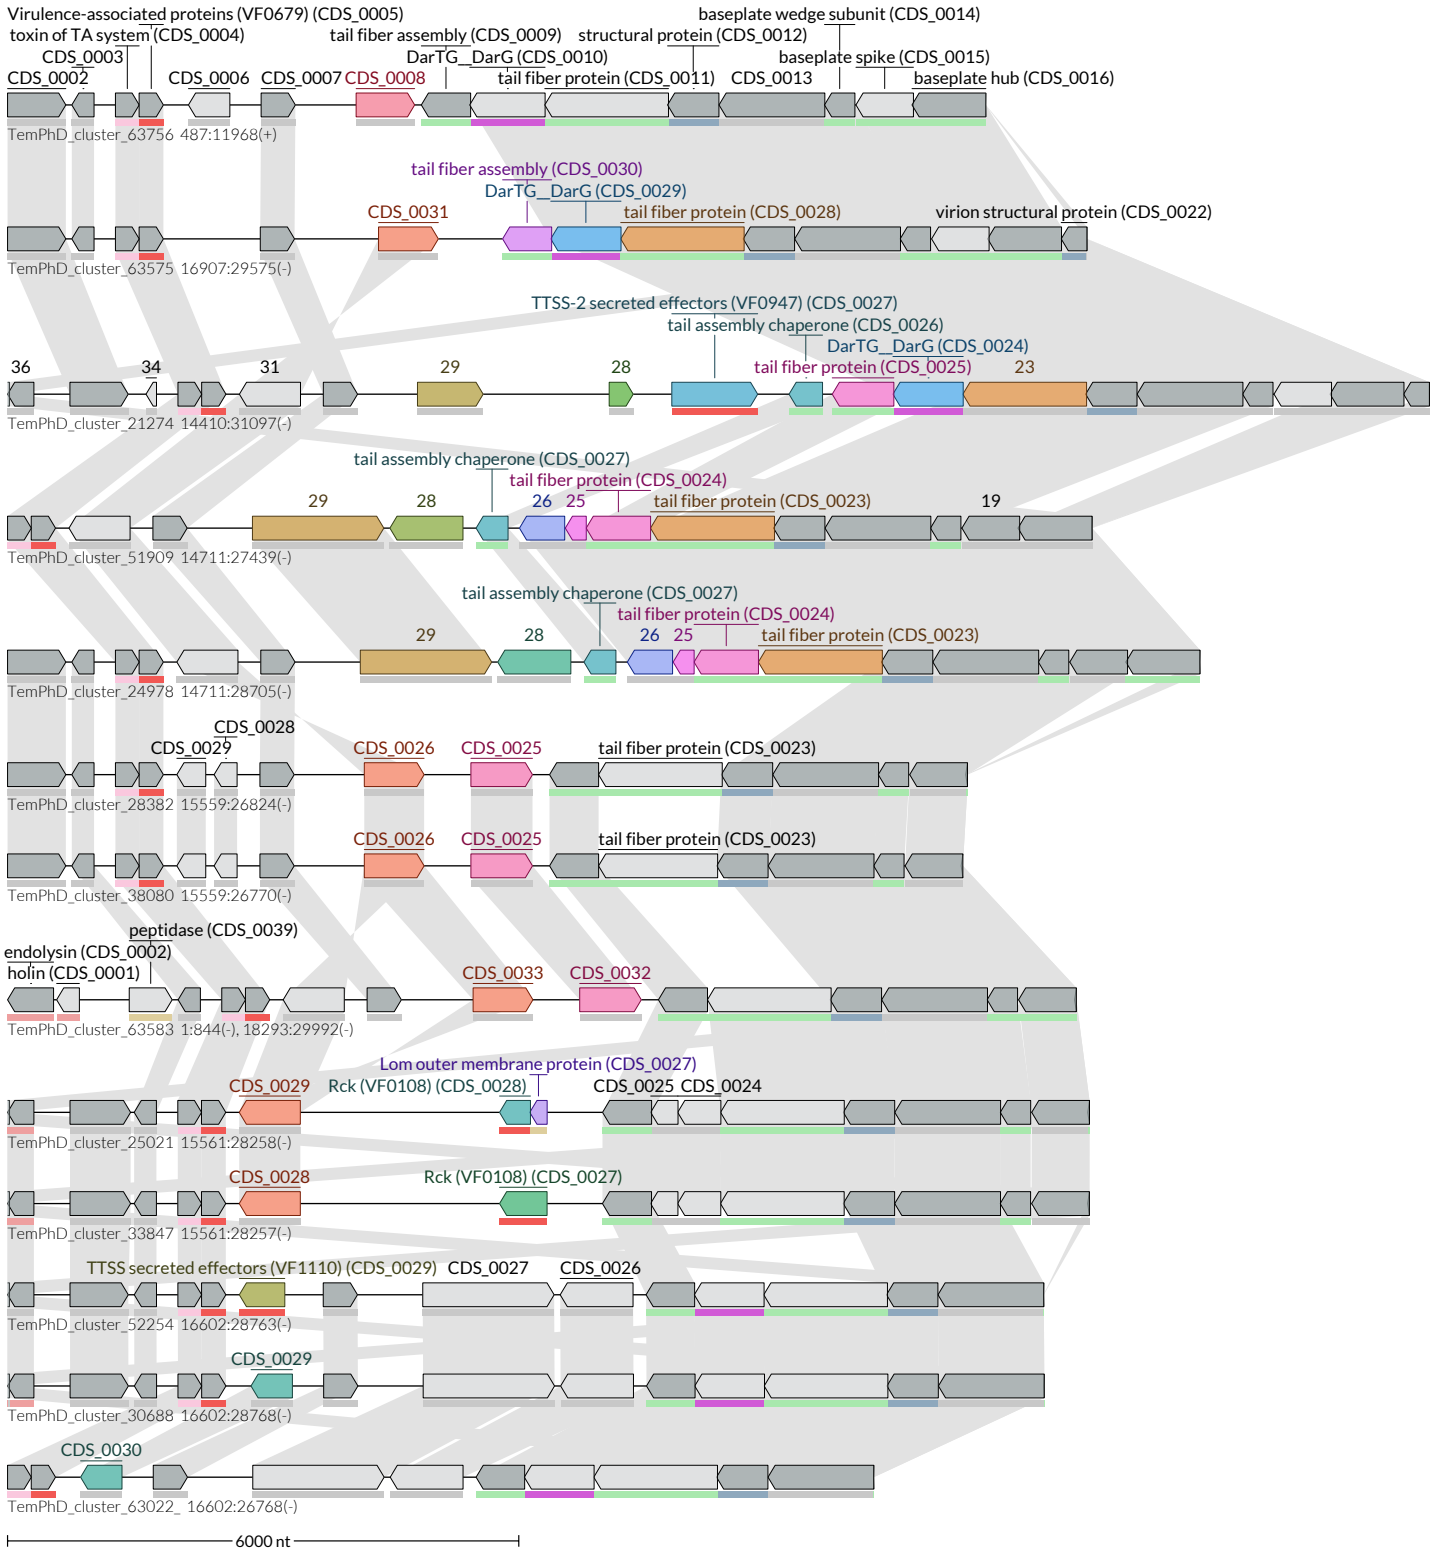 Virulence-associated proteins (VF0679) (CDS_0005) baseplate wedge subunit (CDS_0014)
toxin of TA system (CDS_0004) tail fiber assembly (CDS_0009) structural protein (CDS_0012)
CDS_0003 DarTG__DarG (CDS_0010) baseplate spike (CDS_0015)
CDS_0002 CDS_0006 CDS_0007 CDS_0008 tail fiber protein (CDS_0011) CDS_0013 baseplate hub (CDS_0016)
TemPhD_cluster_63756 487:11968(+)
tail fiber assembly (CDS_0030)
DarTG__DarG (CDS_0029)
CDS_0031 tail fiber protein (CDS_0028) virion structural protein (CDS_0022)
TemPhD_cluster_63575 16907:29575(-)
TTSS-2 secreted effectors (VF0947) (CDS_0027)
tail assembly chaperone (CDS_0026)
DarTG__DarG (CDS_0024)
36 34 31 29 28 tail fiber protein (CDS_0025) 23
TemPhD_cluster_21274 14410:31097(-)
tail assembly chaperone (CDS_0027)
tail fiber protein (CDS_0024)
29 28 26 25 tail fiber protein (CDS_0023) 19
TemPhD_cluster_51909 14711:27439(-)
tail assembly chaperone (CDS_0027)
tail fiber protein (CDS_0024)
29 28 26 25 tail fiber protein (CDS_0023)
TemPhD_cluster_24978 14711:28705(-)
CDS_0028
CDS_0029 CDS_0026 CDS_0025 tail fiber protein (CDS_0023)
TemPhD_cluster_28382 15559:26824(-)
CDS_0026 CDS_0025 tail fiber protein (CDS_0023)
TemPhD_cluster_38080 15559:26770(-)
peptidase (CDS_0039)
endolysin (CDS_0002)
holin (CDS_0001) CDS_0033 CDS_0032
TemPhD_cluster_63583 1:844(-), 18293:29992(-)
Lom outer membrane protein (CDS_0027)
CDS_0029 Rck (VF0108) (CDS_0028) CDS_0025 CDS_0024
TemPhD_cluster_25021 15561:28258(-)
CDS_0028 Rck (VF0108) (CDS_0027)
TemPhD_cluster_33847 15561:28257(-)
TTSS secreted effectors (VF1110) (CDS_0029) CDS_0027 CDS_0026
TemPhD_cluster_52254 16602:28763(-)
CDS_0029
TemPhD_cluster_30688 16602:28768(-)
CDS_0030
TemPhD_cluster_63022_ 16602:26768(-)
6000 nt